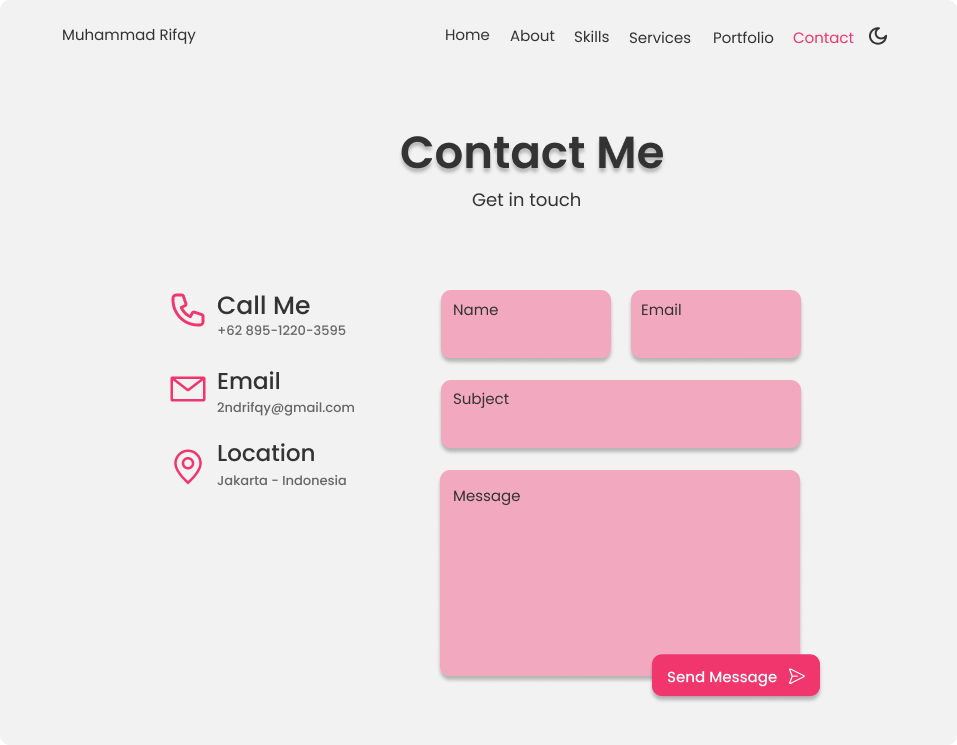 Muhammad Rifqy
Home About Skills Services Portfolio Contact
Contact Me
Get in touch
Call Me
+62 895-1220-3595
Email
2ndrifqy@gmail.com
Location
Jakarta - Indonesia
Name
Email
Subject
Message
Send Message